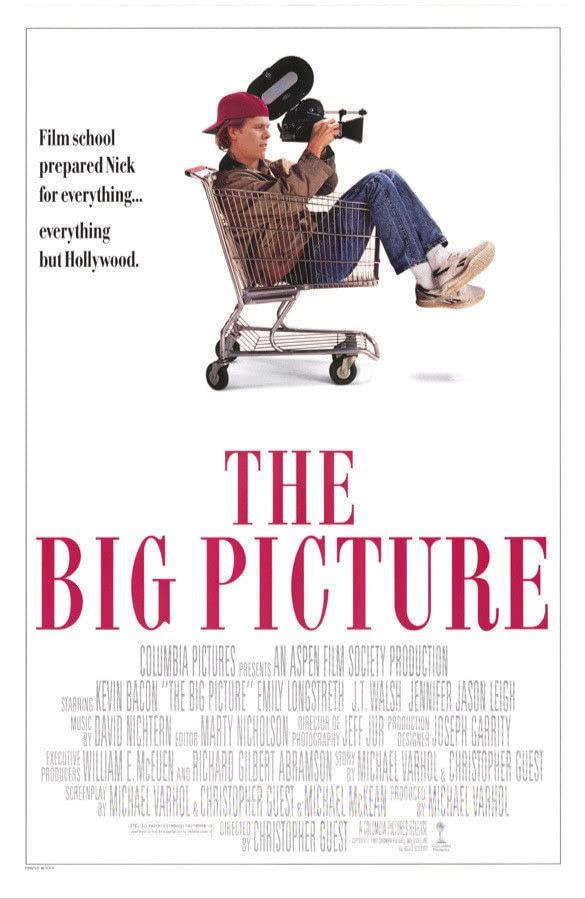 Film school
prepared Nick
for everything...
everything
but Hollywood.
THE
BIG PICTURE
COLUMBIA PICTURES PRESENTS AN ASPEN FILM SOCIETY PRODUCTION
STARRING KEVIN BACON "THE BIG PICTURE" EMILY LONGSTRETH J.T. WALSH JENNIFER JASON LEIGH
MUSIC BY DAVID NICHTERN EDITOR MARTY NICHOLSON DIRECTOR OF PHOTOGRAPHY JEFF JUR PRODUCTION DESIGNER JOSEPH GARRITY
EXECUTIVE PRODUCERS WILLIAM E. McEUEN AND RICHARD GILBERT ABRAMSON STORY BY MICHAEL VARHOL & CHRISTOPHER GUEST
SCREENPLAY BY MICHAEL VARHOL & CHRISTOPHER GUEST & MICHAEL McKEAN PRODUCED BY MICHAEL VARHOL
DIRECTED BY CHRISTOPHER GUEST A COLUMBIA PICTURES RELEASE
PRINTED IN U.S.A.